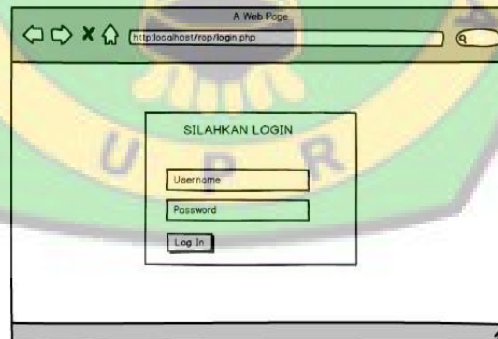 A Web Page
http:localhost/rop/login.php
SILAHKAN LOGIN
U P R
Username
Password
Log In